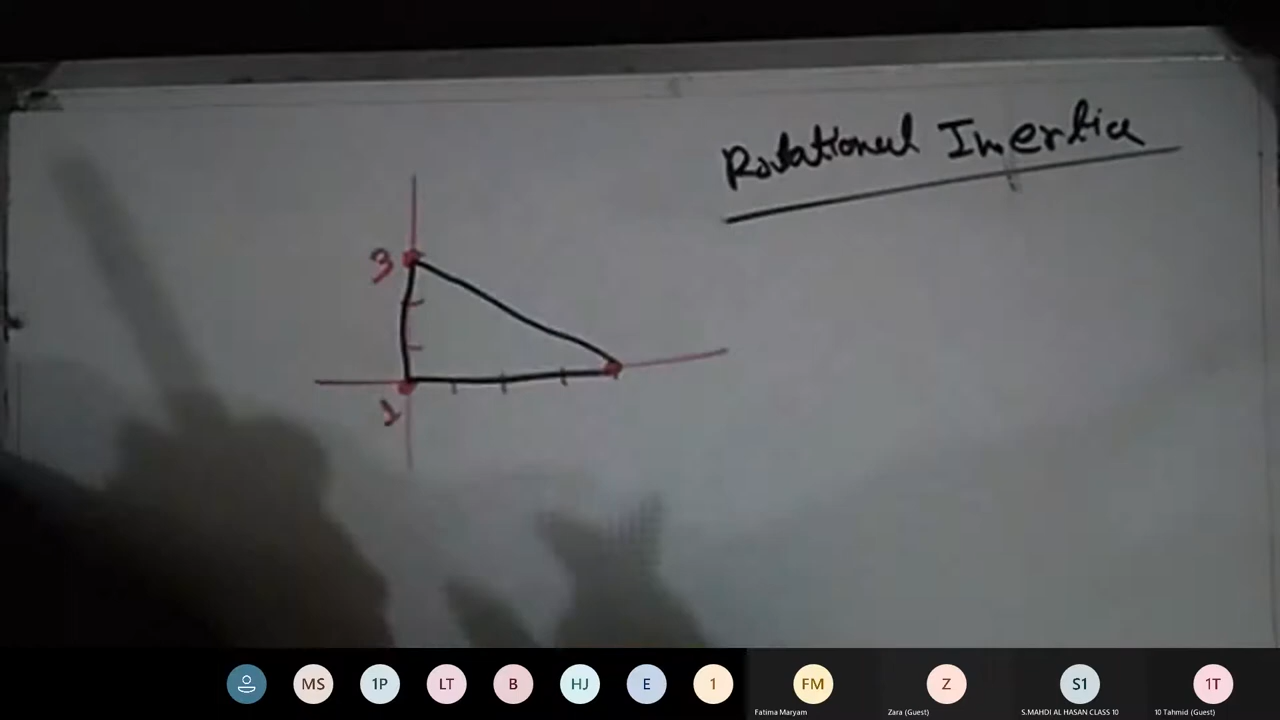 Rotational Inertia
3
1
MS
1P
LT
B
HJ
E
1
FM
Z
S1
1T
Fatima Maryam
Zara (Guest)
S.MAHDI AL HASAN CLASS 10
10 Tahmid (Guest)